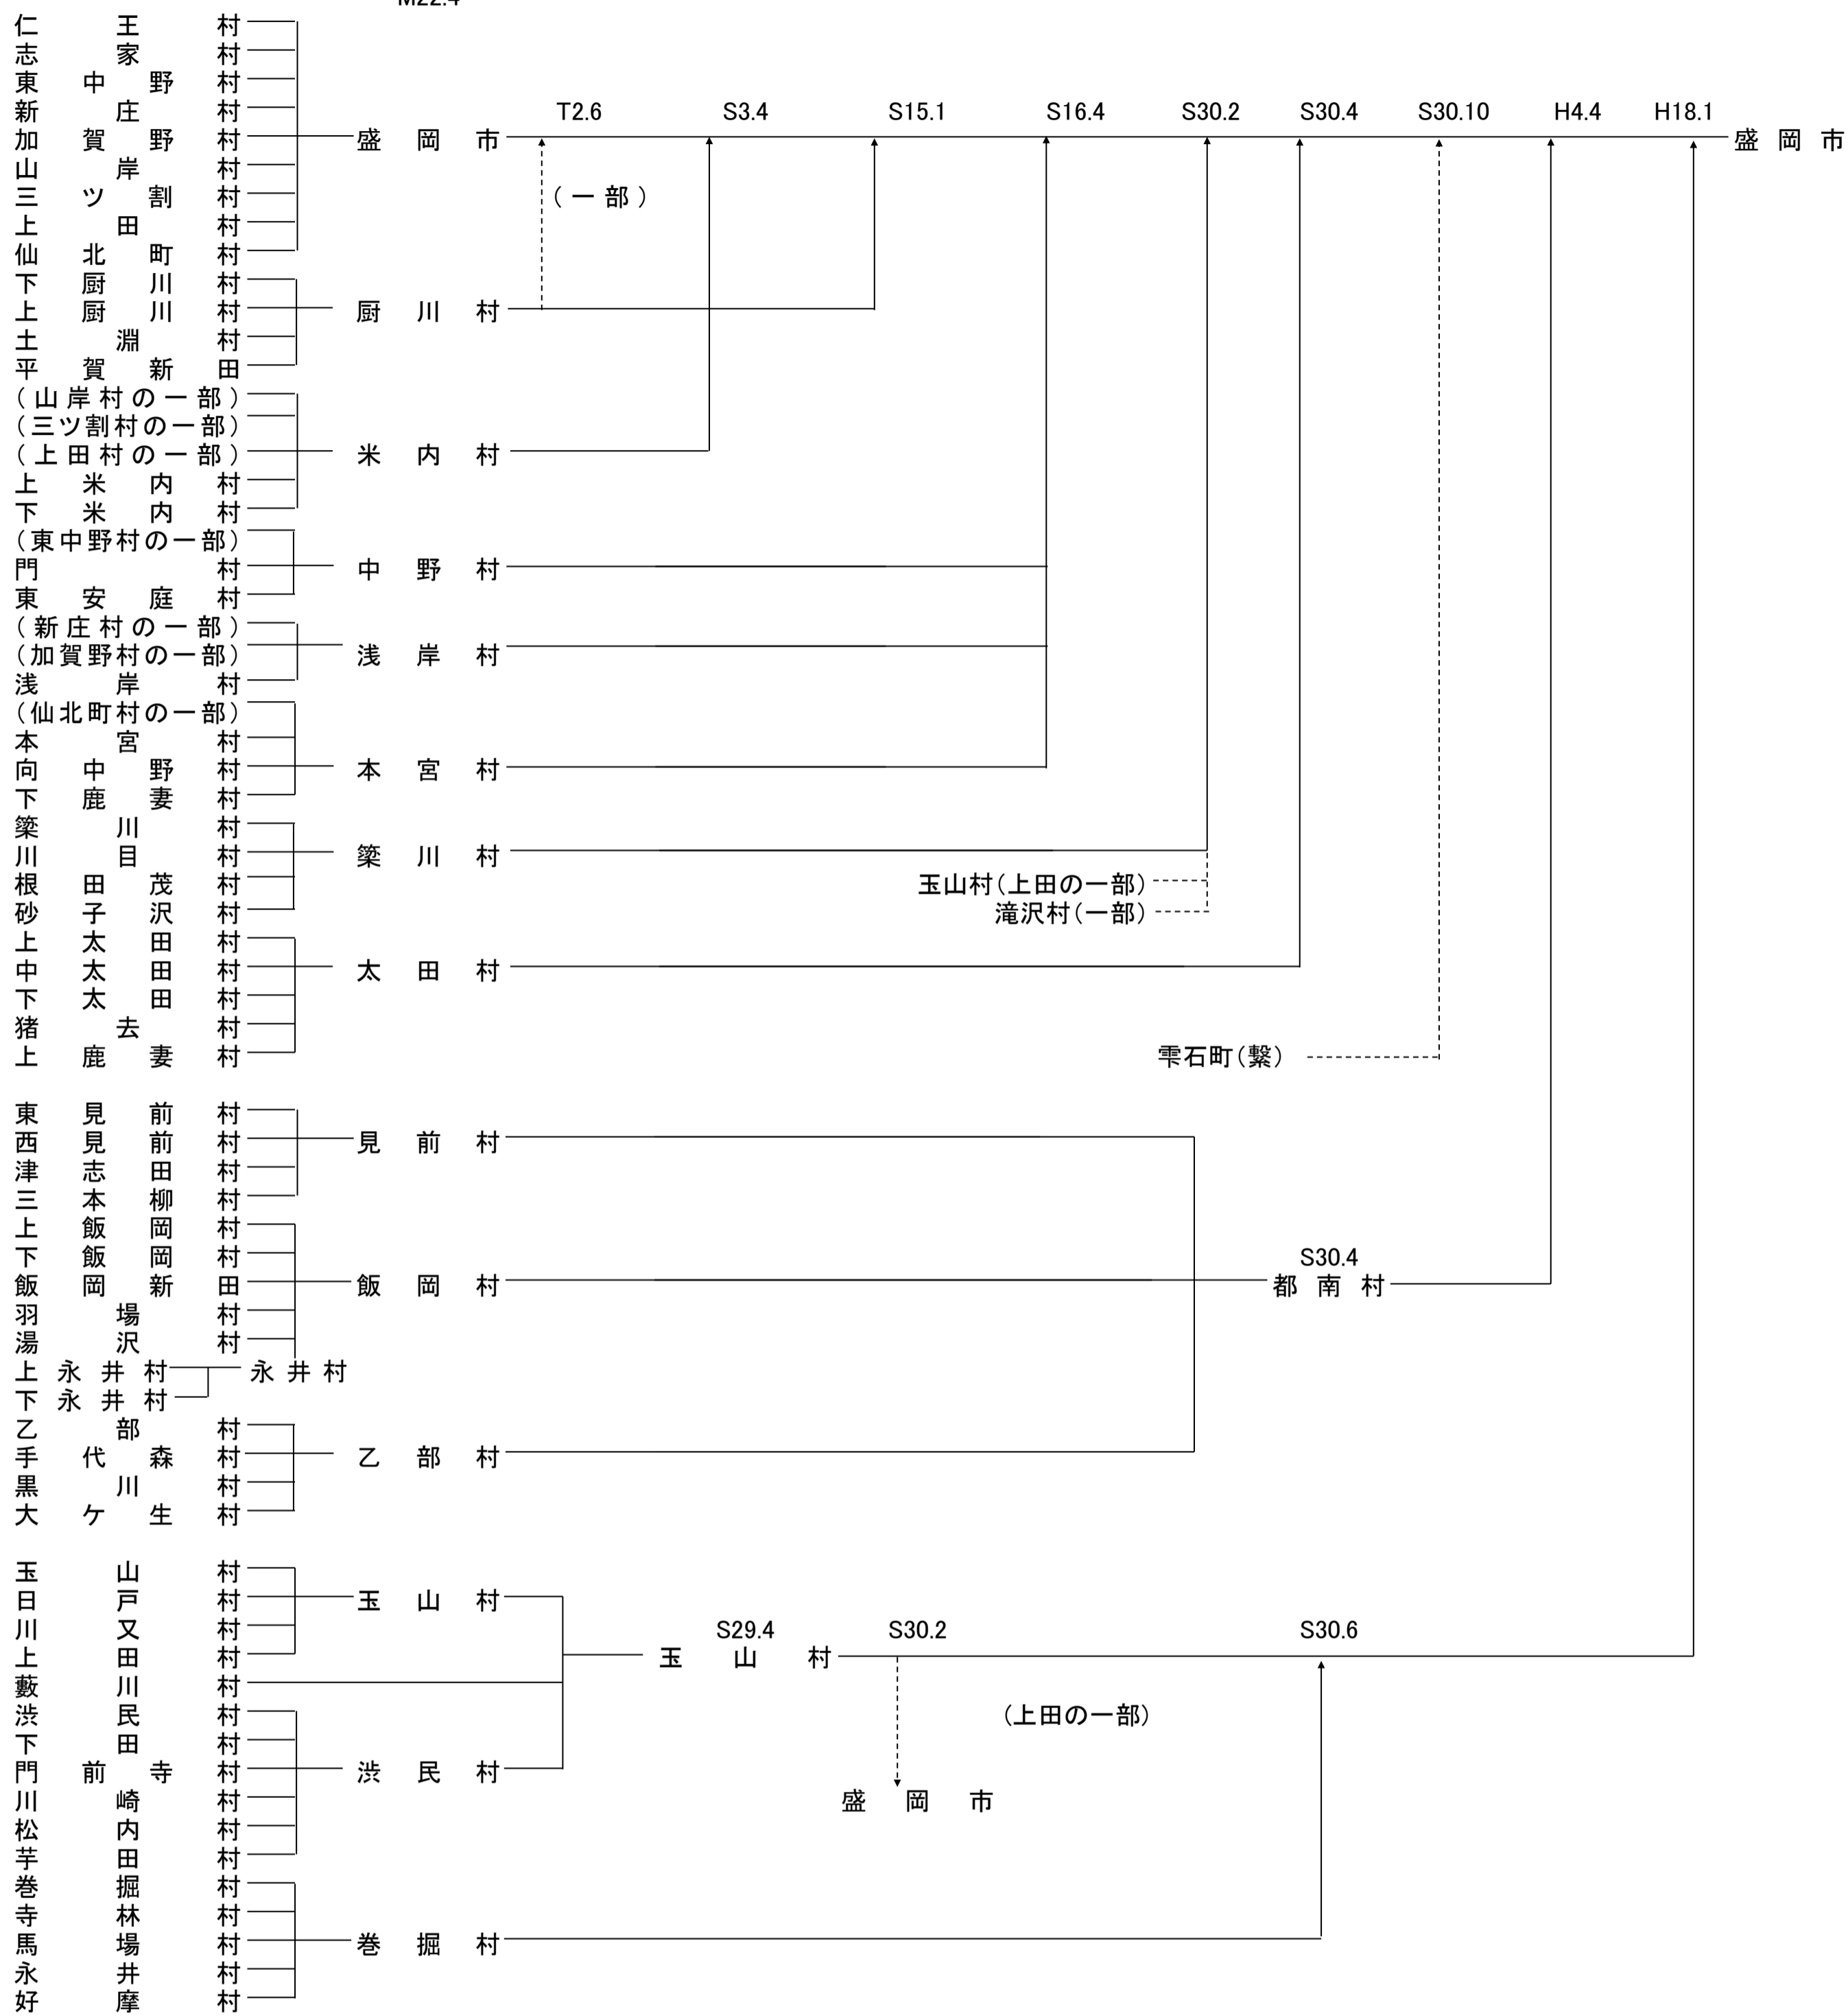 M22.4
仁王村
志家村
東中野村
新庄村
T2.6 S3.4 S15.1 S16.4 S30.2 S30.4 S30.10 H4.4 H18.1
加賀野村 盛岡市 盛岡市
山岸村
三ツ割村 (一部)
上田村
仙北町村
下厨川村
上厨川村 厨川村
土淵村
平賀新田
(山岸村の一部)
(三ツ割村の一部)
(上田村の一部) 米内村
上米内村
下米内村
(東中野村の一部)
門村 中野村
東安庭村
(新庄村の一部)
(加賀野村の一部) 浅岸村
浅岸村
(仙北町村の一部)
本宮村
向中野村 本宮村
下鹿妻村
簗川村
川目村 簗川村
根田茂村 玉山村(上田の一部)
砂子沢村 滝沢村(一部)
上太田村
中太田村 太田村
下太田村
猪去村
上鹿妻村 雫石町(繋)
東見前村
西見前村 見前村
津志田村
三本柳村
上飯岡村
下飯岡村 S30.4
飯岡新田 飯岡村 都南村
羽場村
湯沢村
上永井村 永井村
下永井村
乙部村
手代森村 乙部村
黒川村
大ケ生村
玉山村
日戸村 玉山村
川又村 S29.4 S30.2 S30.6
上田村 玉山村
藪川村
渋民村 (上田の一部)
下田村
門前寺村 渋民村
川崎村 盛岡市
松内村
芋田村
巻掘村
寺林村
馬場村 巻掘村
永井村
好摩村